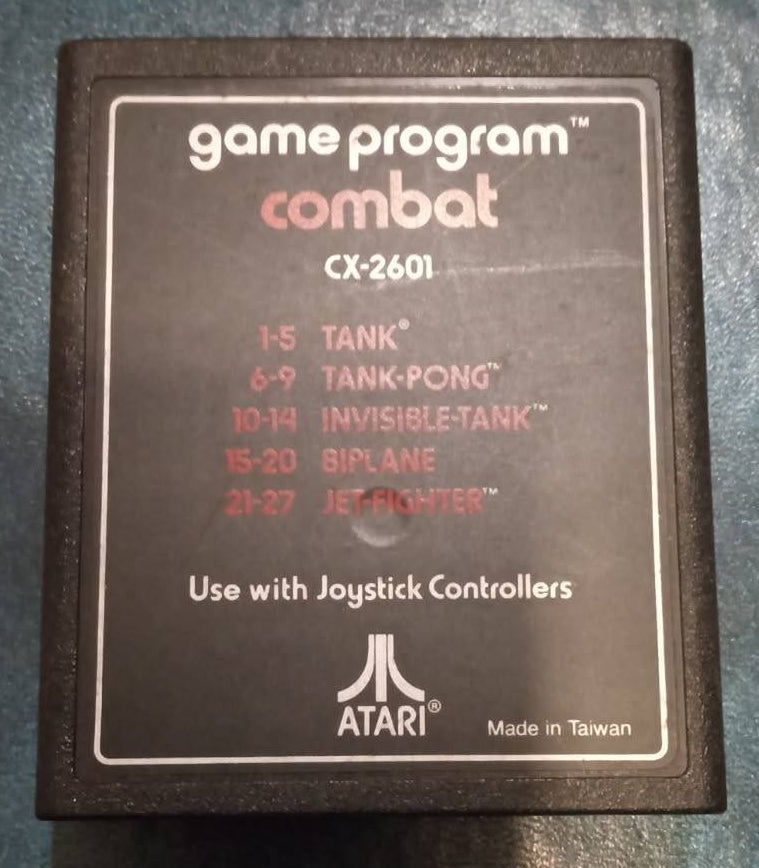 game program™
combat
CX-2601
1-5 TANK®
6-9 TANK-PONG™
10-14 INVISIBLE-TANK™
15-20 BIPLANE
21-27 JET-FIGHTER™
Use with Joystick Controllers
ATARI®
Made in Taiwan